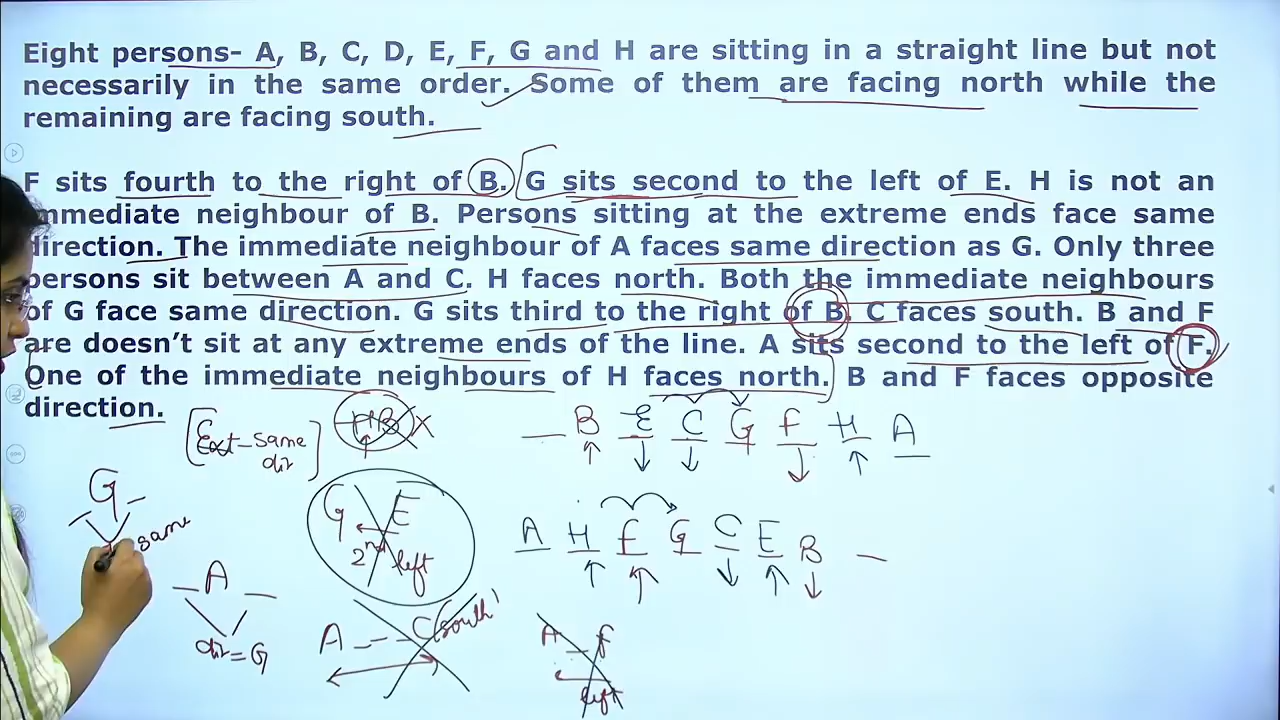 Eight persons- A, B, C, D, E, F, G and H are sitting in a straight line but not
necessarily in the same order. Some of them are facing north while the
remaining are facing south.
F sits fourth to the right of B. G sits second to the left of E. H is not an
mmediate neighbour of B. Persons sitting at the extreme ends face same
direction. The immediate neighbour of A faces same direction as G. Only three
persons sit between A and C. H faces north. Both the immediate neighbours
of G face same direction. G sits third to the right of B. C faces south. B and F
are doesn't sit at any extreme ends of the line. A sits second to the left of F.
One of the immediate neighbours of H faces north. B and F faces opposite
direction.
Ext - same
dir
HB
B E C G F H A
G
same
G E
2nd left
A H F G C E B
A
dir = G
A C (south)
A F
left